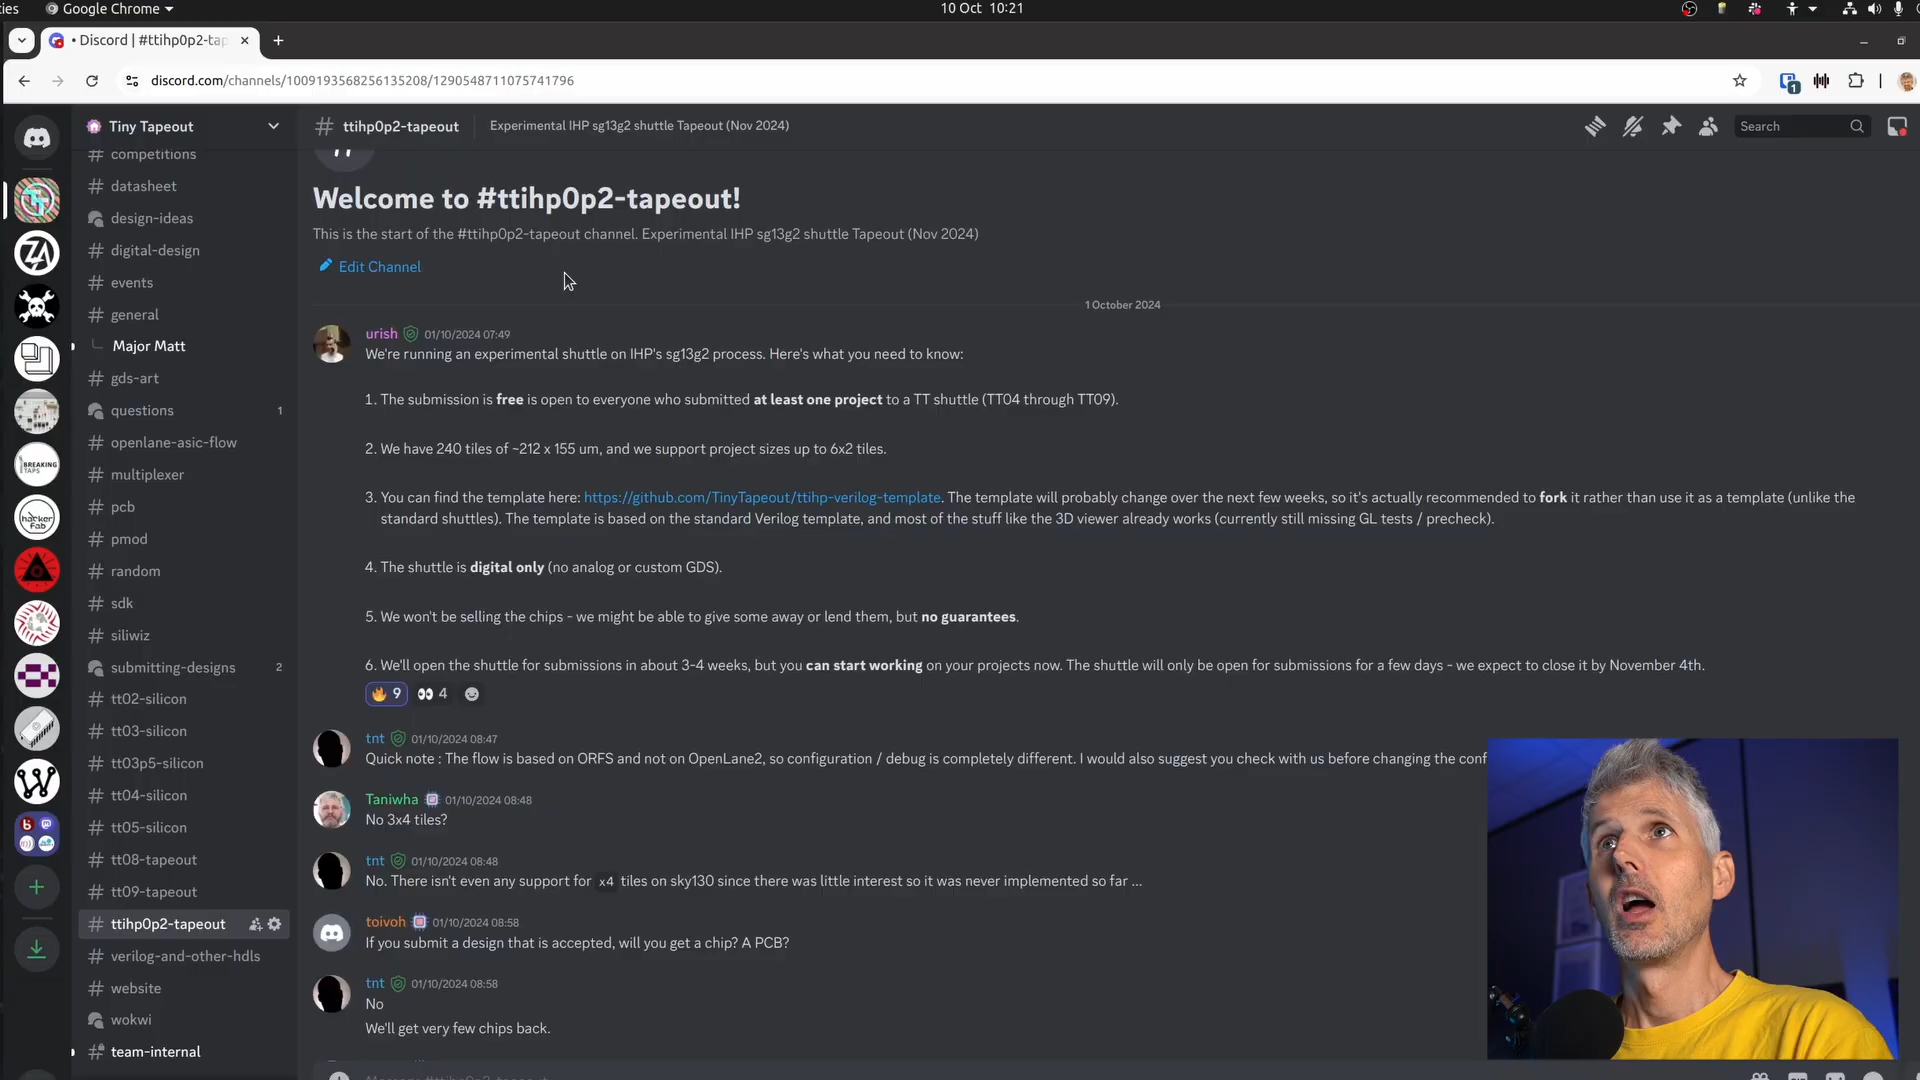 ties
Google Chrome
10 Oct 10:21
• Discord | #ttihp0p2-tap
discord.com/channels/1009193568256135208/1290548711075741796
1
Tiny Tapeout
ttihp0p2-tapeout
Experimental IHP sg13g2 shuttle Tapeout (Nov 2024)
Search
competitions
datasheet
design-ideas
digital-design
events
general
Major Matt
gds-art
questions 1
openlane-asic-flow
multiplexer
pcb
pmod
random
sdk
siliwiz
submitting-designs 2
tt02-silicon
tt03-silicon
tt03p5-silicon
tt04-silicon
tt05-silicon
tt08-tapeout
tt09-tapeout
ttihp0p2-tapeout
verilog-and-other-hdls
website
wokwi
team-internal
BREAKING
TAPS
hacker
Fab
Welcome to #ttihp0p2-tapeout!
This is the start of the #ttihp0p2-tapeout channel. Experimental IHP sg13g2 shuttle Tapeout (Nov 2024)
Edit Channel
1 October 2024
urish 01/10/2024 07:49
We're running an experimental shuttle on IHP's sg13g2 process. Here's what you need to know:
1. The submission is free is open to everyone who submitted at least one project to a TT shuttle (TT04 through TT09).
2. We have 240 tiles of ~212 x 155 um, and we support project sizes up to 6x2 tiles.
3. You can find the template here: https://github.com/TinyTapeout/ttihp-verilog-template. The template will probably change over the next few weeks, so it's actually recommended to fork it rather than use it as a template (unlike the
standard shuttles). The template is based on the standard Verilog template, and most of the stuff like the 3D viewer already works (currently still missing GL tests / precheck).
4. The shuttle is digital only (no analog or custom GDS).
5. We won't be selling the chips - we might be able to give some away or lend them, but no guarantees.
6. We'll open the shuttle for submissions in about 3-4 weeks, but you can start working on your projects now. The shuttle will only be open for submissions for a few days - we expect to close it by November 4th.
9 4
tnt 01/10/2024 08:47
Quick note : The flow is based on ORFS and not on OpenLane2, so configuration / debug is completely different. I would also suggest you check with us before changing the conf
Taniwha 01/10/2024 08:48
No 3x4 tiles?
tnt 01/10/2024 08:48
No. There isn't even any support for x4 tiles on sky130 since there was little interest so it was never implemented so far ...
toivoh 01/10/2024 08:58
If you submit a design that is accepted, will you get a chip? A PCB?
tnt 01/10/2024 08:58
No
We'll get very few chips back.